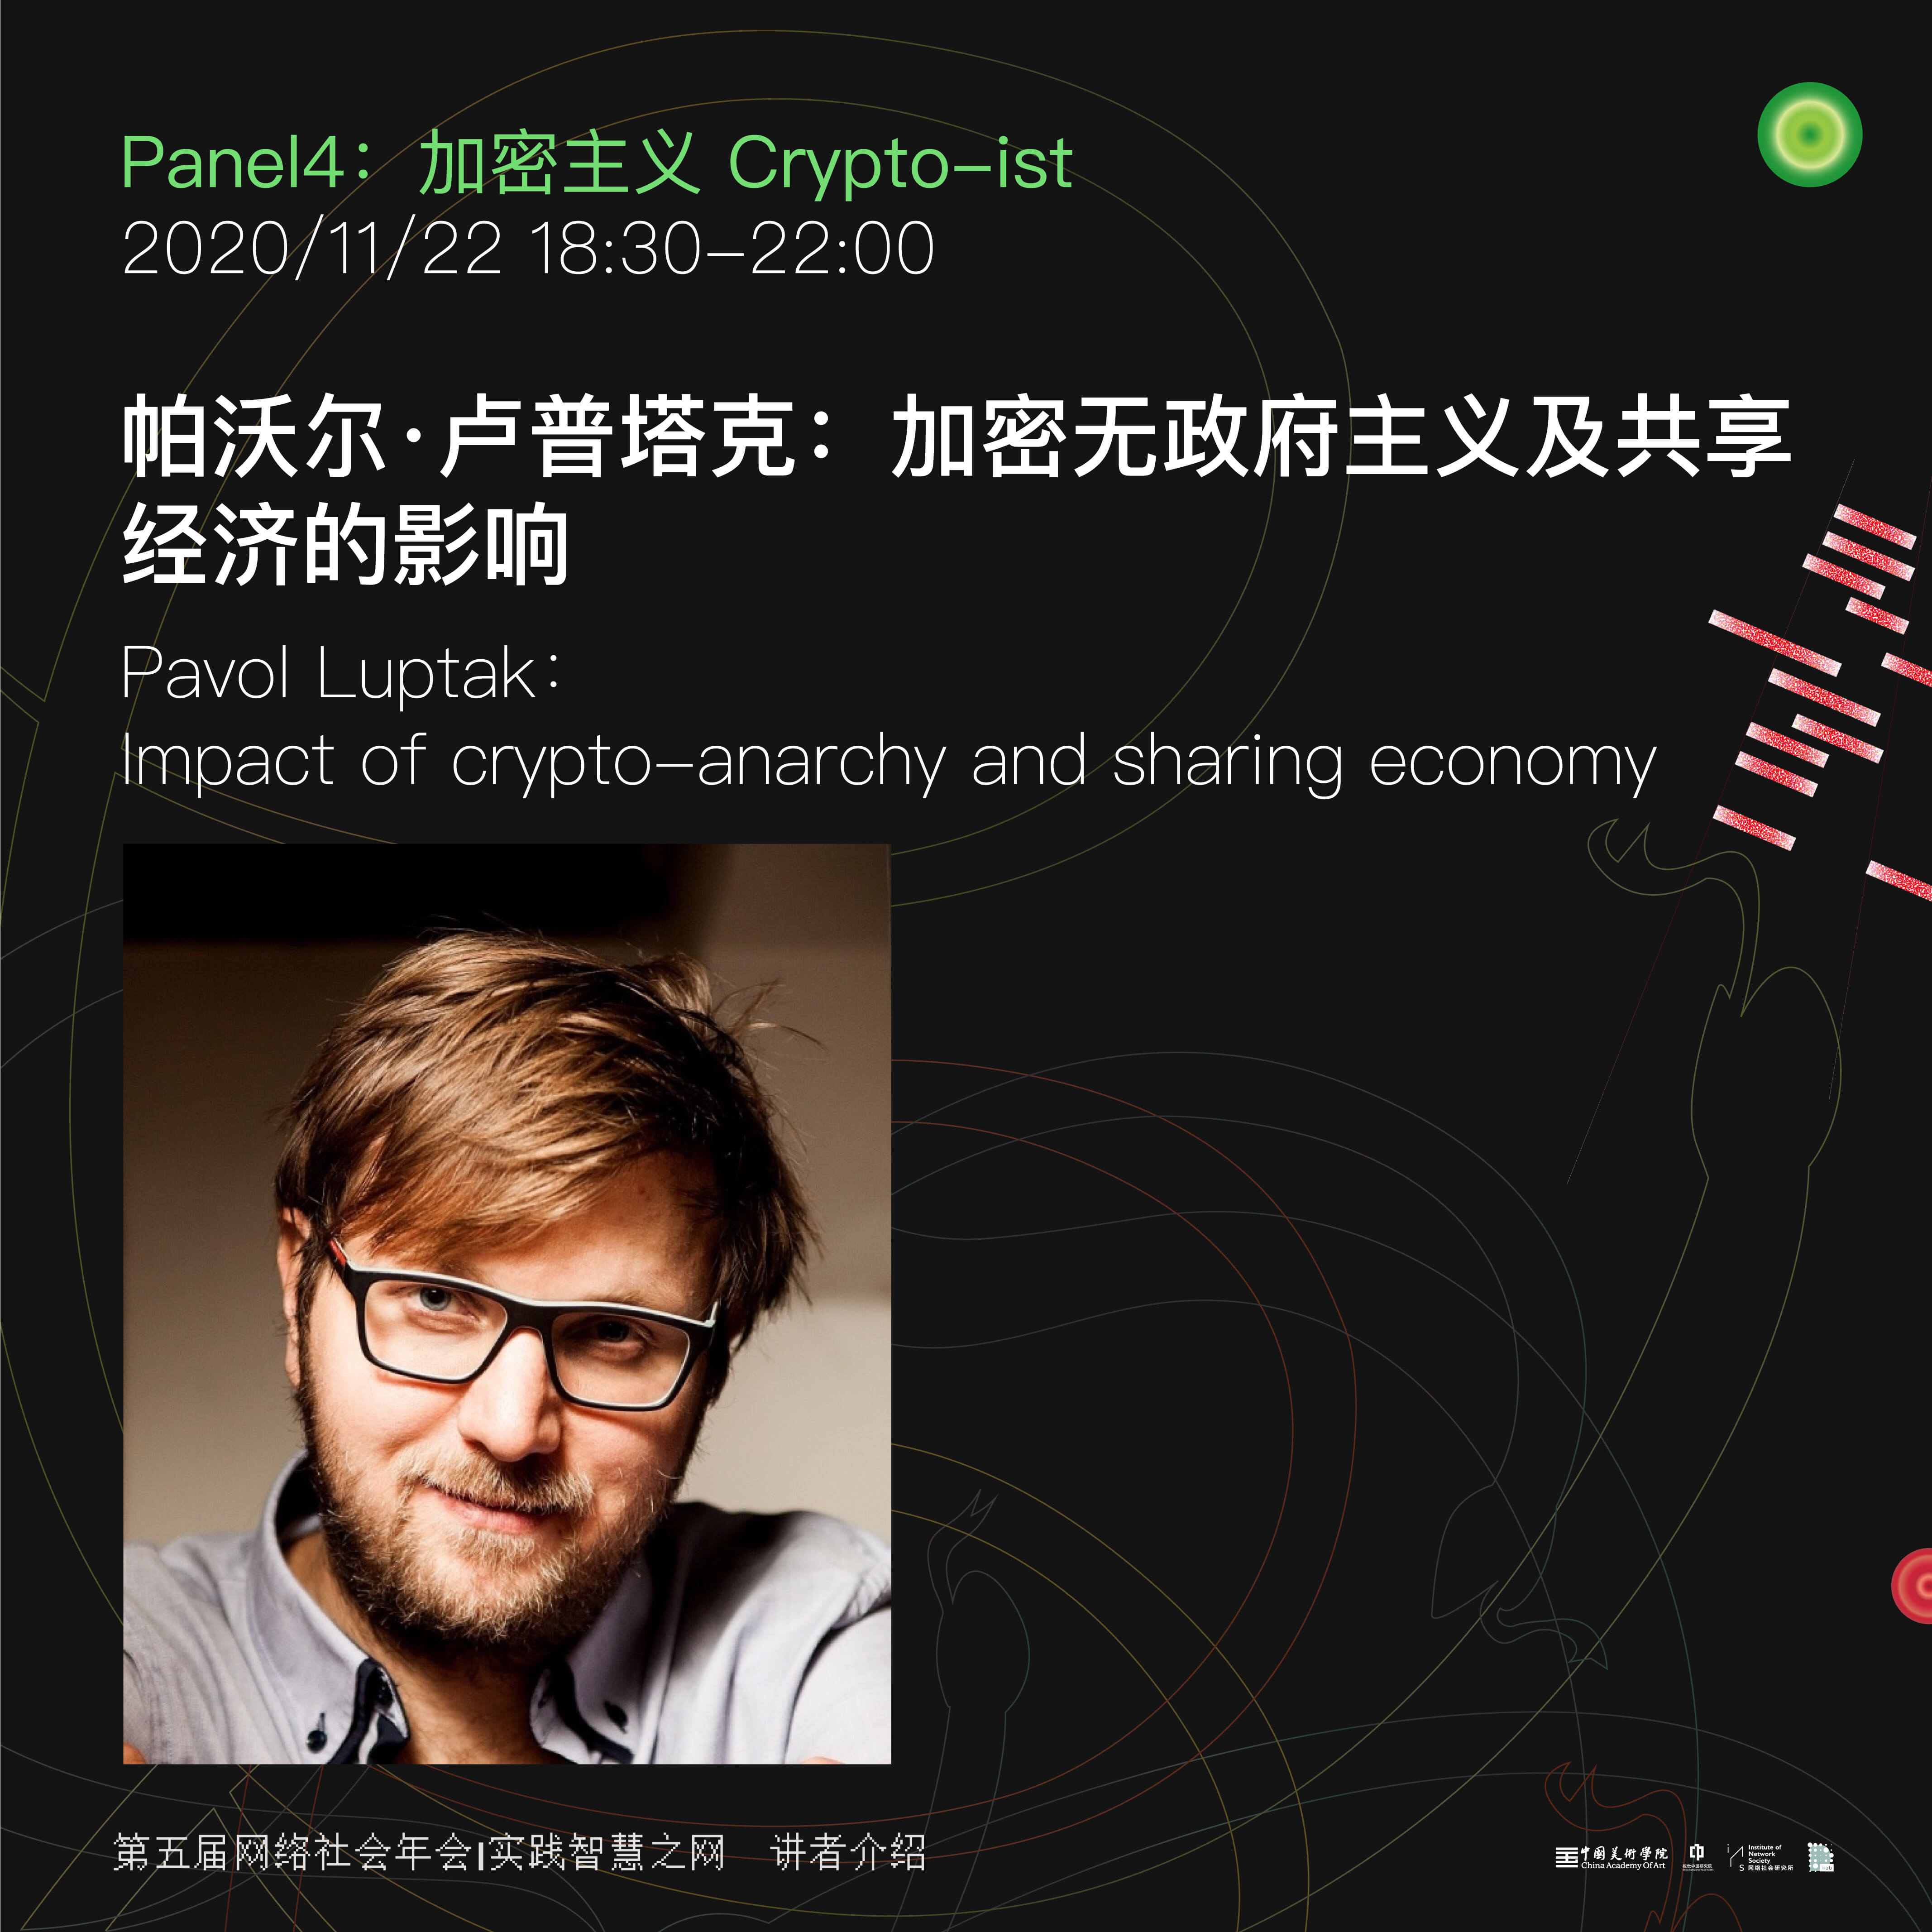 Panel4： 加密主义 Crypto-ist
2020/11/22 18:30-22:00
帕沃尔·卢普塔克：加密无政府主义及共享
经济的影响
Pavol Luptak：
Impact of crypto-anarchy and sharing economy
第五届网络社会年会|实践智慧之网 讲者介绍
中国美術學院
China Academy Of Art
Institute of
Network
Society
网络社会研究所